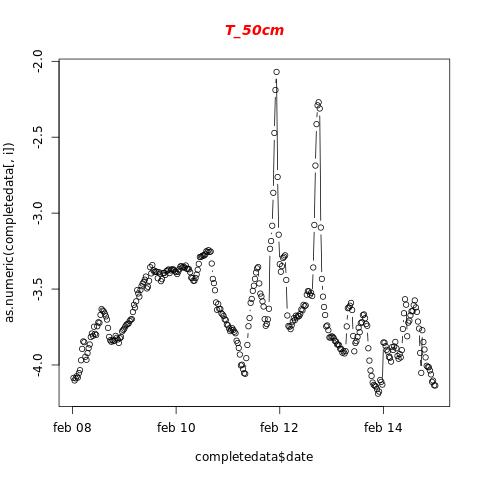 T_50cm
as.numeric(completedata[, i])
-2.0
-2.5
-3.0
-3.5
-4.0
feb 08
feb 10
feb 12
feb 14
completedata$date